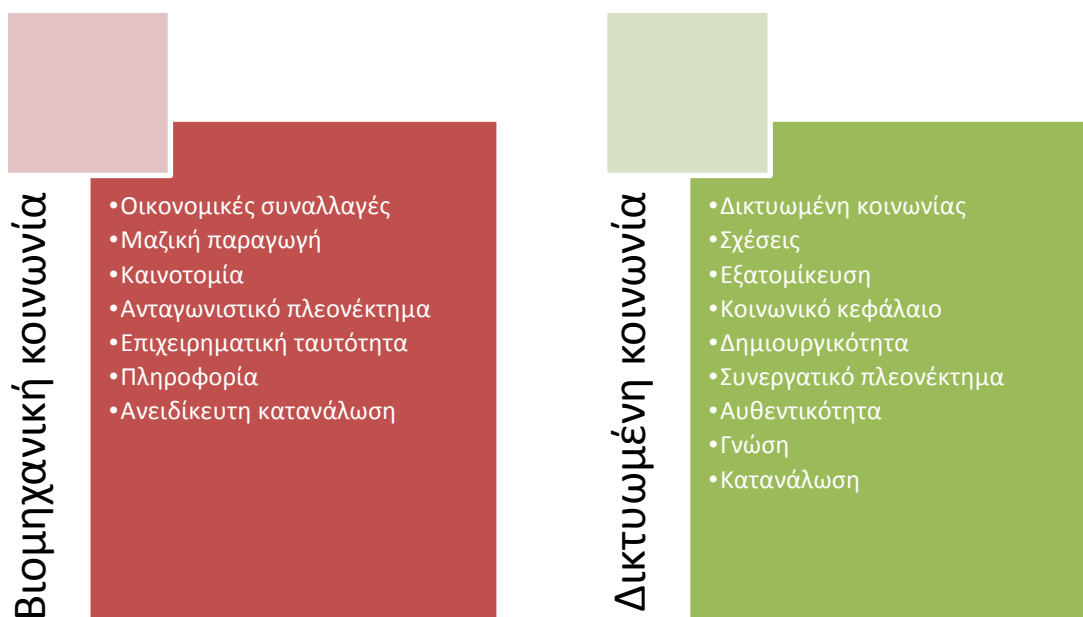 Βιομηχανική κοινωνία
•Οικονομικές συναλλαγές
•Μαζική παραγωγή
•Καινοτομία
•Ανταγωνιστικό πλεονέκτημα
•Επιχειρηματική ταυτότητα
•Πληροφορία
•Ανειδίκευτη κατανάλωση
Δικτυωμένη κοινωνία
•Δικτυωμένη κοινωνίας
•Σχέσεις
•Εξατομίκευση
•Κοινωνικό κεφάλαιο
•Δημιουργικότητα
•Συνεργατικό πλεονέκτημα
•Αυθεντικότητα
•Γνώση
•Κατανάλωση